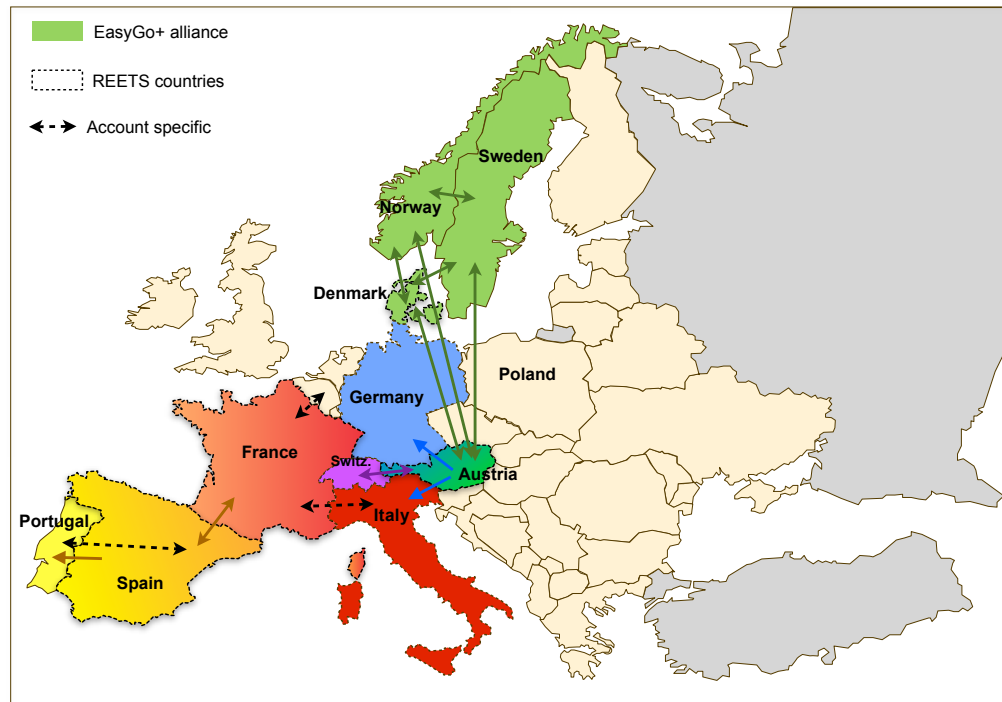 EasyGo+ alliance
REETS countries
Account specific
Sweden
Norway
Denmark
Poland
Germany
France
Switz.
Austria
Italy
Portugal
Spain